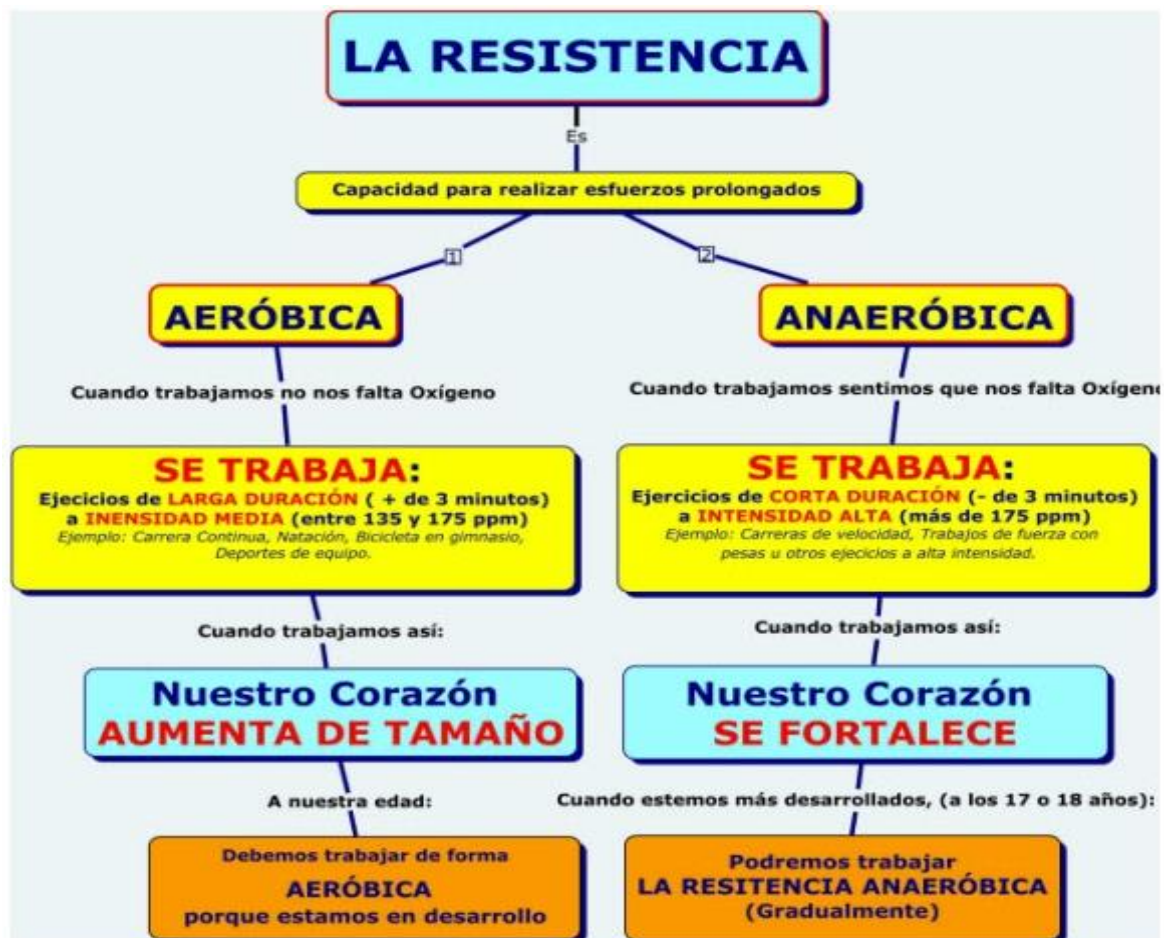 LA RESISTENCIA
Es
Capacidad para realizar esfuerzos prolongados
1
2
AERÓBICA
ANAERÓBICA
Cuando trabajamos no nos falta Oxígeno
Cuando trabajamos sentimos que nos falta Oxígeno
SE TRABAJA:
Ejecicios de LARGA DURACIÓN ( + de 3 minutos)
a INENSIDAD MEDIA (entre 135 y 175 ppm)
Ejemplo: Carrera Continua, Natación, Bicicleta en gimnasio,
Deportes de equipo.
SE TRABAJA:
Ejercicios de CORTA DURACIÓN (- de 3 minutos)
a INTENSIDAD ALTA (más de 175 ppm)
Ejemplo: Carreras de velocidad, Trabajos de fuerza con
pesas u otros ejecicios a alta intensidad.
Cuando trabajamos así:
Cuando trabajamos así:
Nuestro Corazón
AUMENTA DE TAMAÑO
Nuestro Corazón
SE FORTALECE
A nuestra edad:
Cuando estemos más desarrollados, (a los 17 o 18 años):
Debemos trabajar de forma
AERÓBICA
porque estamos en desarrollo
Podremos trabajar
LA RESITENCIA ANAERÓBICA
(Gradualmente)